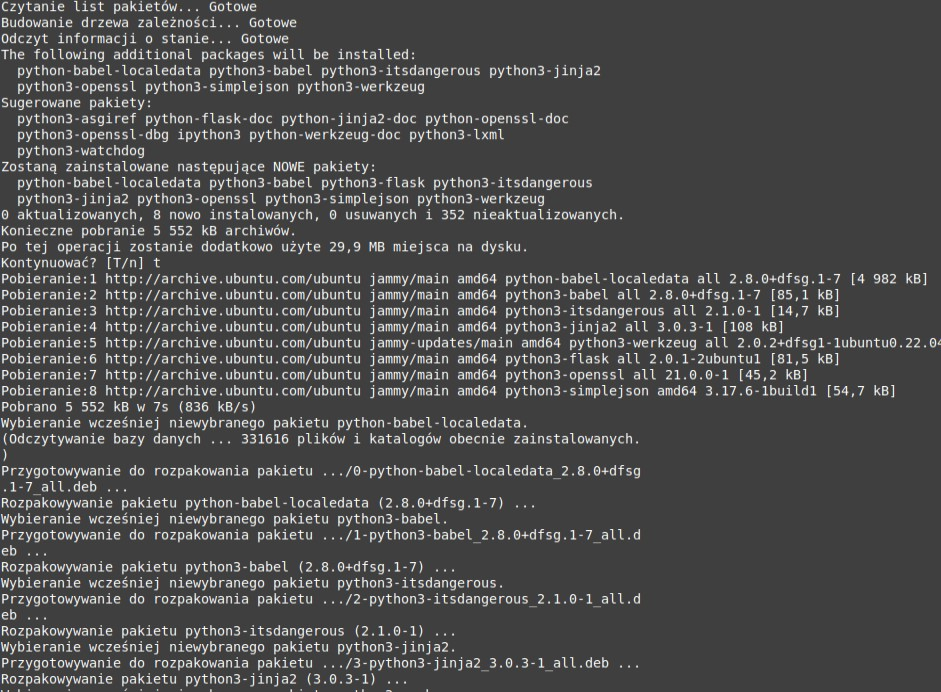 Czytanie list pakietów... Gotowe
Budowanie drzewa zależności... Gotowe
Odczyt informacji o stanie... Gotowe
The following additional packages will be installed:
  python-babel-localedata python3-babel python3-itsdangerous python3-jinja2
  python3-openssl python3-simplejson python3-werkzeug
Sugerowane pakiety:
  python3-asgiref python-flask-doc python-jinja2-doc python-openssl-doc
  python3-openssl-dbg ipython3 python-werkzeug-doc python3-lxml
  python3-watchdog
Zostaną zainstalowane następujące NOWE pakiety:
  python-babel-localedata python3-babel python3-flask python3-itsdangerous
  python3-jinja2 python3-openssl python3-simplejson python3-werkzeug
0 aktualizowanych, 8 nowo instalowanych, 0 usuwanych i 352 nieaktualizowanych.
Konieczne pobranie 5 552 kB archiwów.
Po tej operacji zostanie dodatkowo użyte 29,9 MB miejsca na dysku.
Kontynuować? [T/n] t
Pobieranie:1 http://archive.ubuntu.com/ubuntu jammy/main amd64 python-babel-localedata all 2.8.0+dfsg.1-7 [4 982 kB]
Pobieranie:2 http://archive.ubuntu.com/ubuntu jammy/main amd64 python3-babel all 2.8.0+dfsg.1-7 [85,1 kB]
Pobieranie:3 http://archive.ubuntu.com/ubuntu jammy/main amd64 python3-itsdangerous all 2.1.0-1 [14,7 kB]
Pobieranie:4 http://archive.ubuntu.com/ubuntu jammy/main amd64 python3-jinja2 all 3.0.3-1 [108 kB]
Pobieranie:5 http://archive.ubuntu.com/ubuntu jammy-updates/main amd64 python3-werkzeug all 2.0.2+dfsg1-1ubuntu0.22.04
Pobieranie:6 http://archive.ubuntu.com/ubuntu jammy/main amd64 python3-flask all 2.0.1-2ubuntu1 [81,5 kB]
Pobieranie:7 http://archive.ubuntu.com/ubuntu jammy/main amd64 python3-openssl all 21.0.0-1 [45,2 kB]
Pobieranie:8 http://archive.ubuntu.com/ubuntu jammy/main amd64 python3-simplejson amd64 3.17.6-1build1 [54,7 kB]
Pobrano 5 552 kB w 7s (836 kB/s)
Wybieranie wcześniej niewybranego pakietu python-babel-localedata.
(Odczytywanie bazy danych ... 331616 plików i katalogów obecnie zainstalowanych.
)
Przygotowywanie do rozpakowania pakietu .../0-python-babel-localedata_2.8.0+dfsg
.1-7_all.deb ...
Rozpakowywanie pakietu python-babel-localedata (2.8.0+dfsg.1-7) ...
Wybieranie wcześniej niewybranego pakietu python3-babel.
Przygotowywanie do rozpakowania pakietu .../1-python3-babel_2.8.0+dfsg.1-7_all.d
eb ...
Rozpakowywanie pakietu python3-babel (2.8.0+dfsg.1-7) ...
Wybieranie wcześniej niewybranego pakietu python3-itsdangerous.
Przygotowywanie do rozpakowania pakietu .../2-python3-itsdangerous_2.1.0-1_all.d
eb ...
Rozpakowywanie pakietu python3-itsdangerous (2.1.0-1) ...
Wybieranie wcześniej niewybranego pakietu python3-jinja2.
Przygotowywanie do rozpakowania pakietu .../3-python3-jinja2_3.0.3-1_all.deb ...
Rozpakowywanie pakietu python3-jinja2 (3.0.3-1) ...